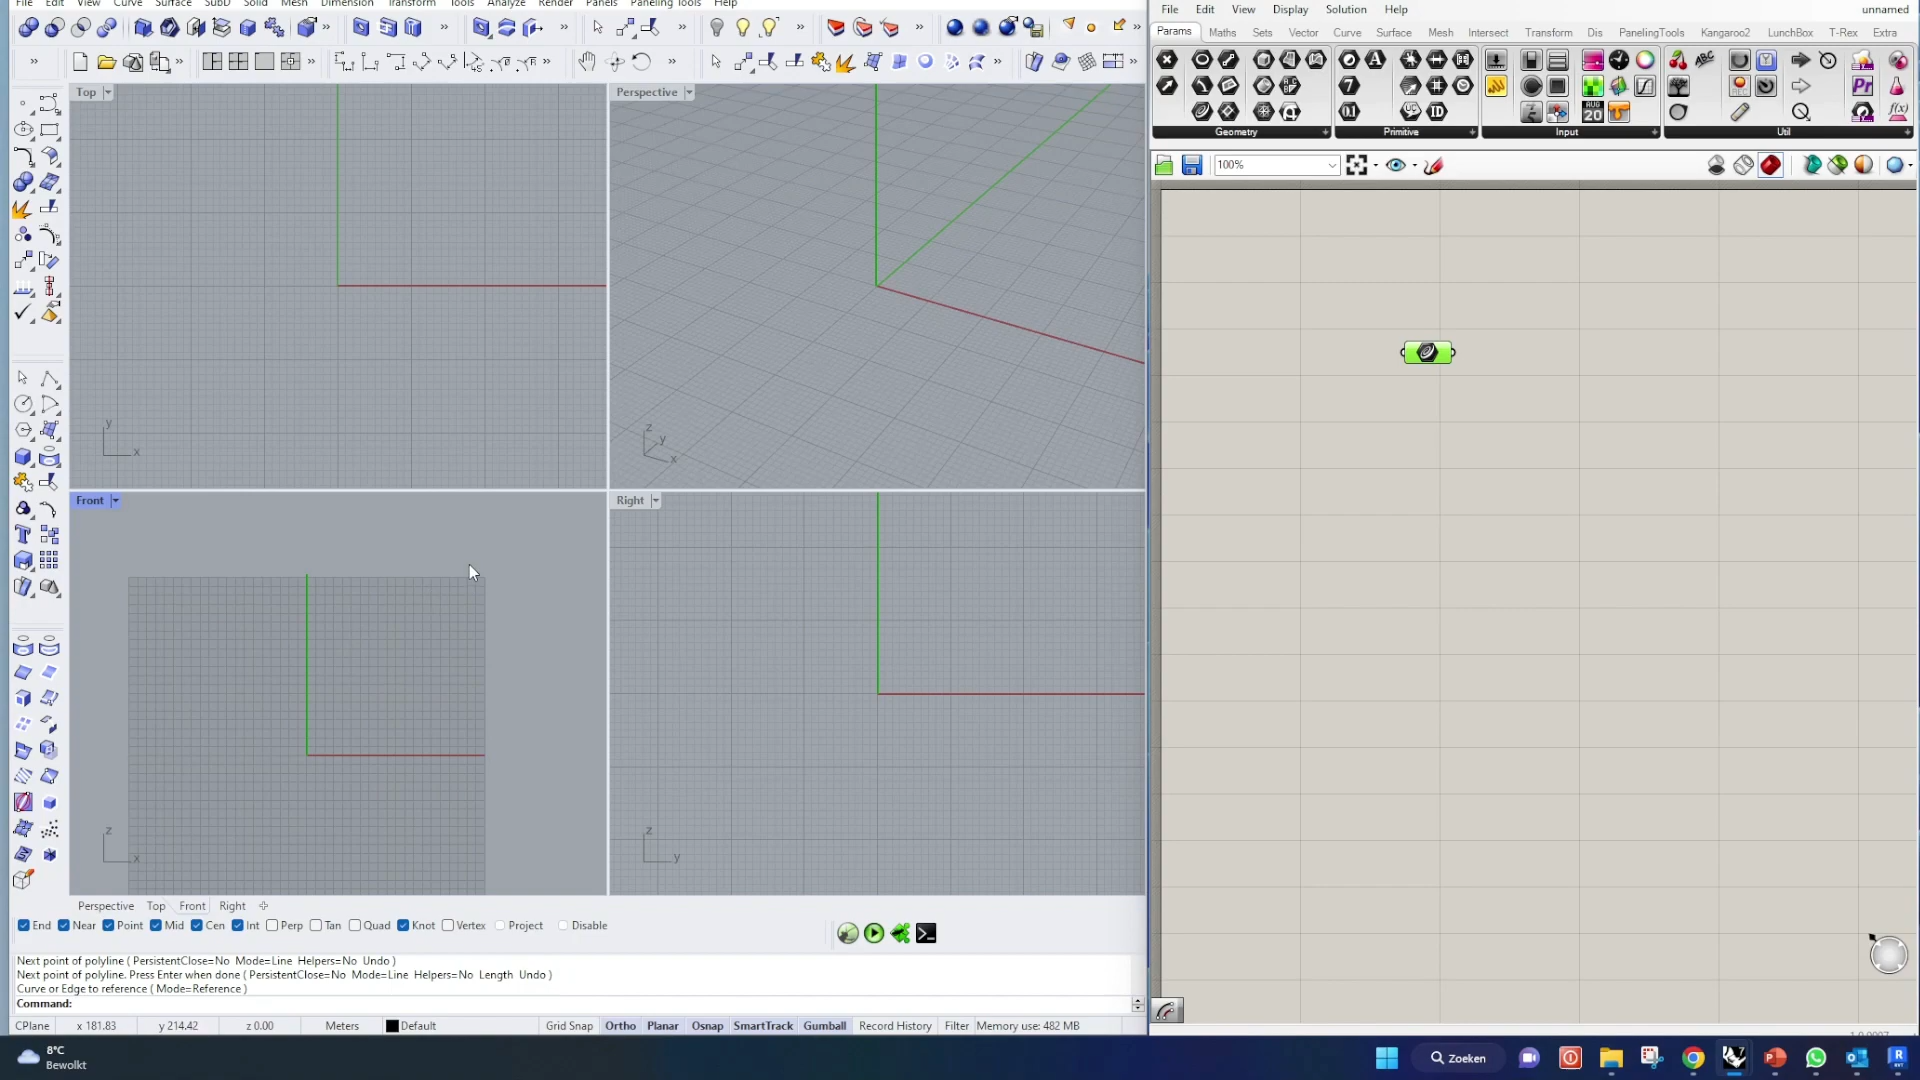 File Edit View Curve Surface SubD Solid Mesh Dimension Transform Tools Analyze Render Panels Paneling Tools Help
File Edit View Display Solution Help
unnamed
Params Maths Sets Vector Curve Surface Mesh Intersect Transform Dis PanelingTools Kangaroo2 LunchBox T-Rex Extra
Geometry
Primitive
Input
Util
100%
Top
Perspective
y
x
z
y
x
Front
Right
z
x
z
y
Perspective Top Front Right
End Near Point Mid Cen Int Perp Tan Quad Knot Vertex Project Disable
Next point of polyline ( PersistentClose=No Mode=Line Helpers=No Undo )
Next point of polyline. Press Enter when done ( PersistentClose=No Mode=Line Helpers=No Length Undo )
Curve or Edge to reference ( Mode=Reference )
Command:
CPlane x 181.83 y 214.42 z 0.00 Meters Default Grid Snap Ortho Planar Osnap SmartTrack Gumball Record History Filter Memory use: 482 MB
8°C
Bewolkt
Zoeken